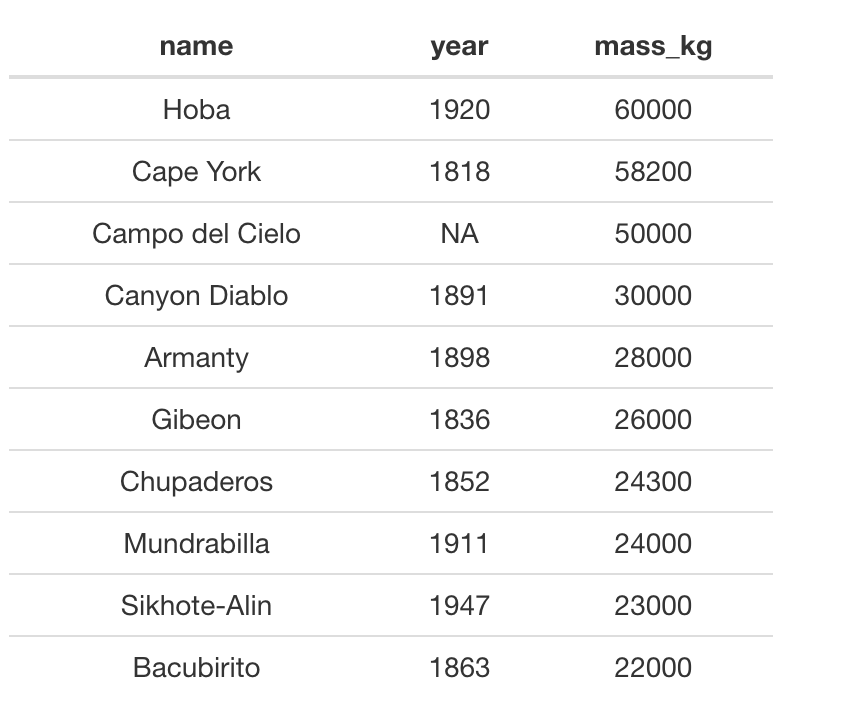 name year mass_kg
Hoba 1920 60000
Cape York 1818 58200
Campo del Cielo NA 50000
Canyon Diablo 1891 30000
Armanty 1898 28000
Gibeon 1836 26000
Chupaderos 1852 24300
Mundrabilla 1911 24000
Sikhote-Alin 1947 23000
Bacubirito 1863 22000